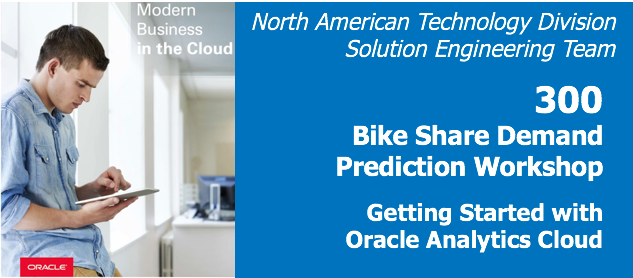 Modern
Business
in the Cloud
ORACLE
North American Technology Division
Solution Engineering Team
300
Bike Share Demand
Prediction Workshop
Getting Started with
Oracle Analytics Cloud